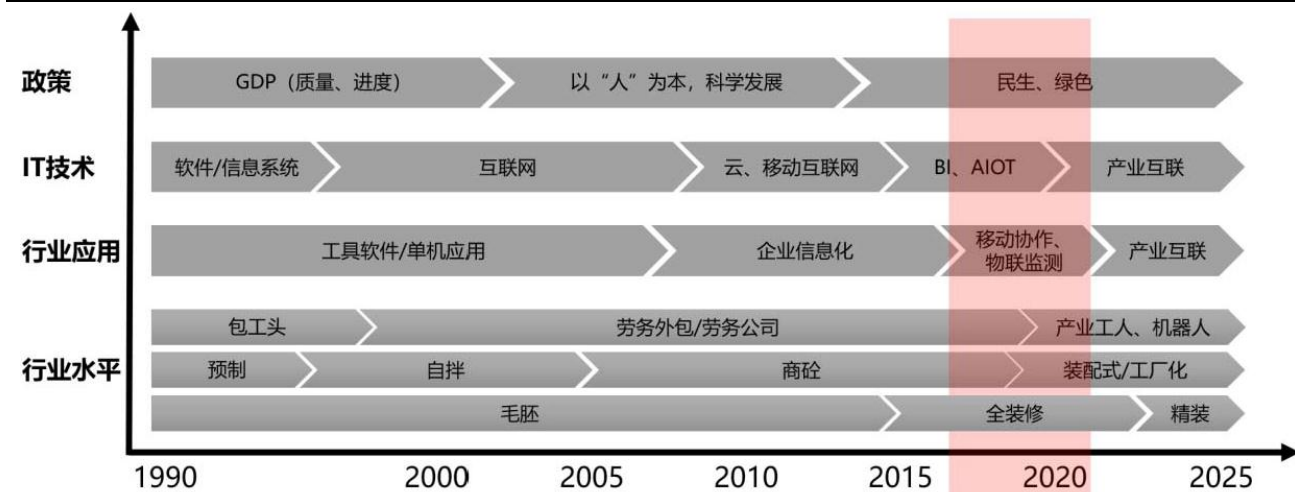 政策
GDP（质量、进度）
以“人”为本，科学发展
民生、绿色
IT技术
软件/信息系统
互联网
云、移动互联网
BI、AIOT
产业互联
行业应用
工具软件/单机应用
企业信息化
移动协作、
物联监测
产业互联
行业水平
包工头
劳务外包/劳务公司
产业工人、机器人
预制
自拌
商砼
装配式/工厂化
毛胚
全装修
精装
1990
2000
2005
2010
2015
2020
2025